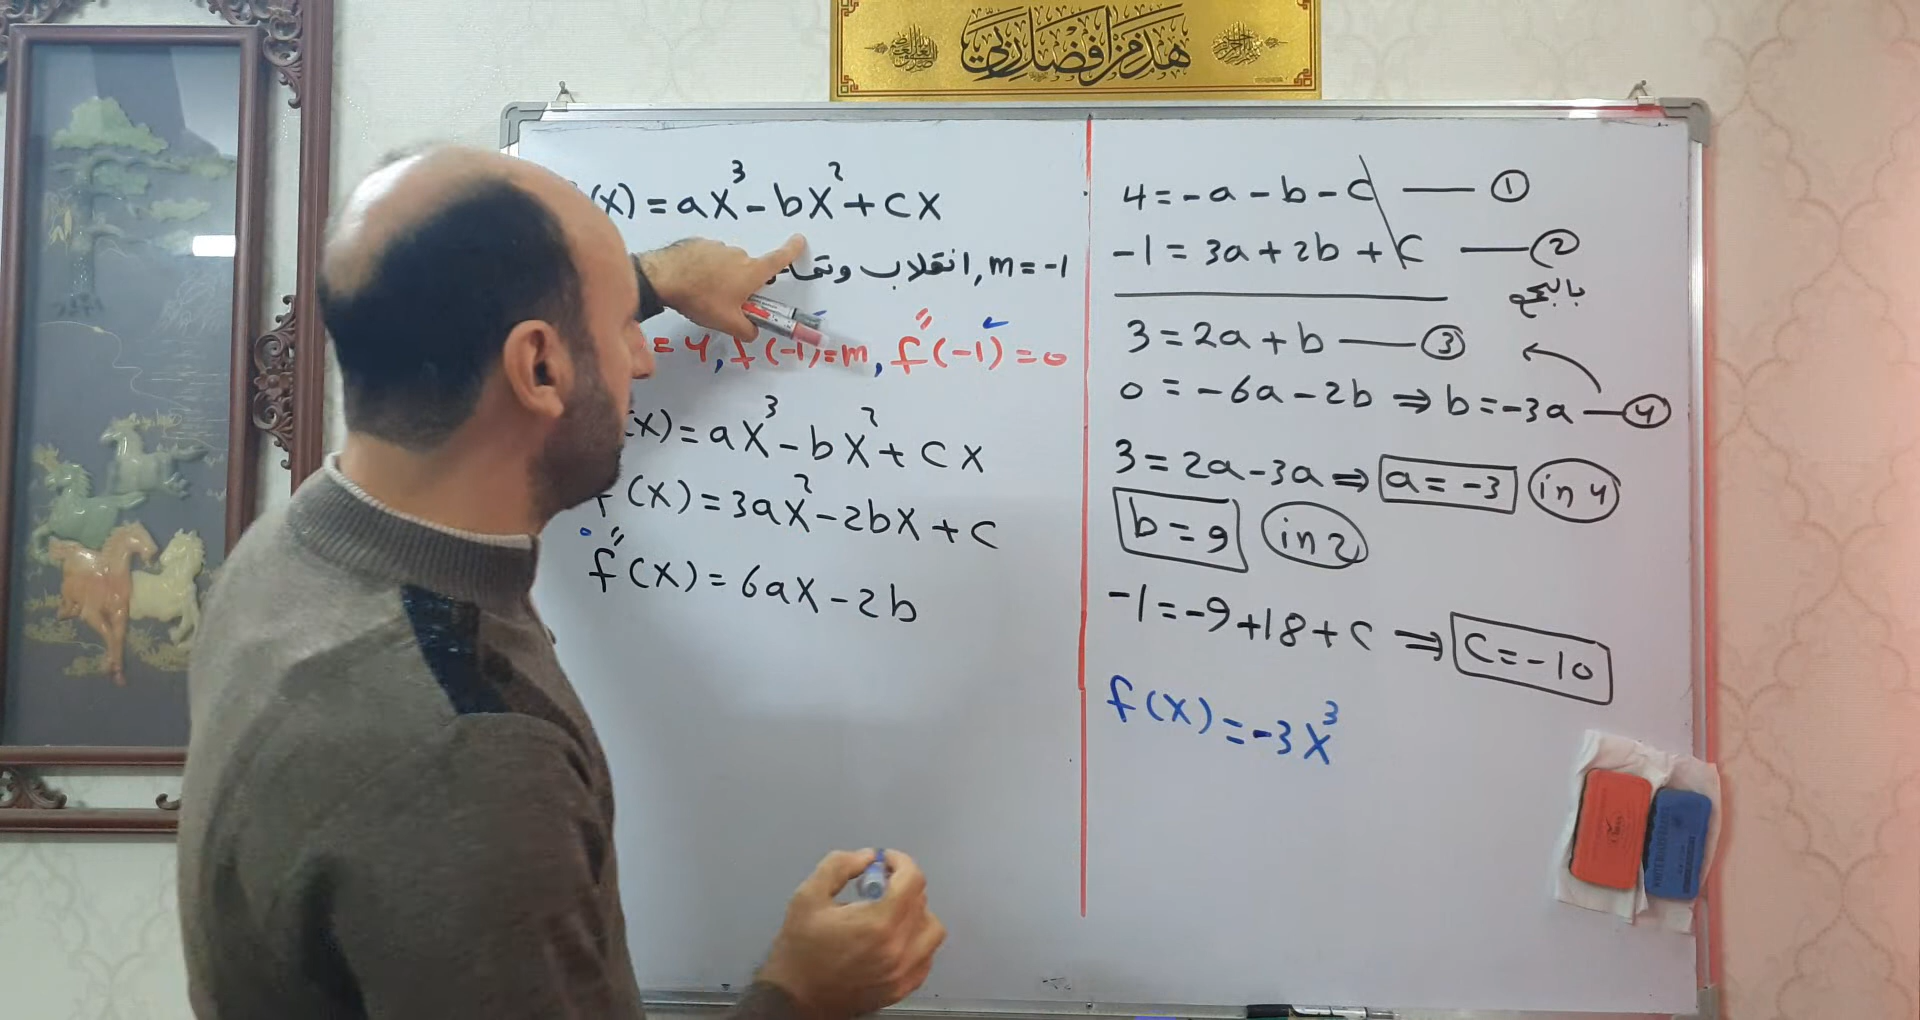 هذا من فضل ربي
(x) = ax³ - bx² + cx
انقلاب , m = -1
= 4 , f'(-1) = m , f''(-1) = 0
(x) = ax³ - bx² + cx
f'(x) = 3ax² - 2bx + c
f''(x) = 6ax - 2b
4 = -a - b - c —— ①
-1 = 3a + 2b + c —— ②
بالجمع
3 = 2a + b —— ③
0 = -6a - 2b ⇒ b = -3a — ④
3 = 2a - 3a ⇒ a = -3 in 4
b = 9 in 2
-1 = -9 + 18 + c ⇒ c = -10
f(x) = -3x³